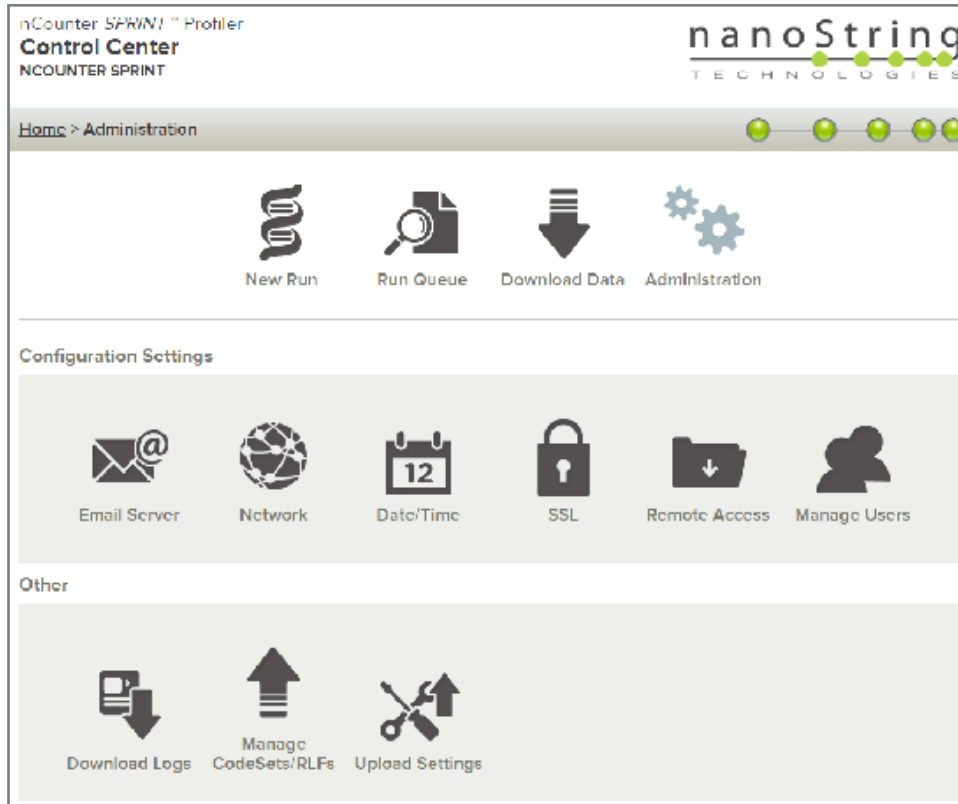 nCounter SPRINT™ Profiler
Control Center
NCOUNTER SPRINT
nanoString
TECHNOLOGIES
Home > Administration
New Run
Run Queue
Download Data
Administration
Configuration Settings
12
Email Server
Network
Date/Time
SSL
Remote Access
Manage Users
Other
Download Logs
Manage
CodeSets/RLFs
Upload Settings